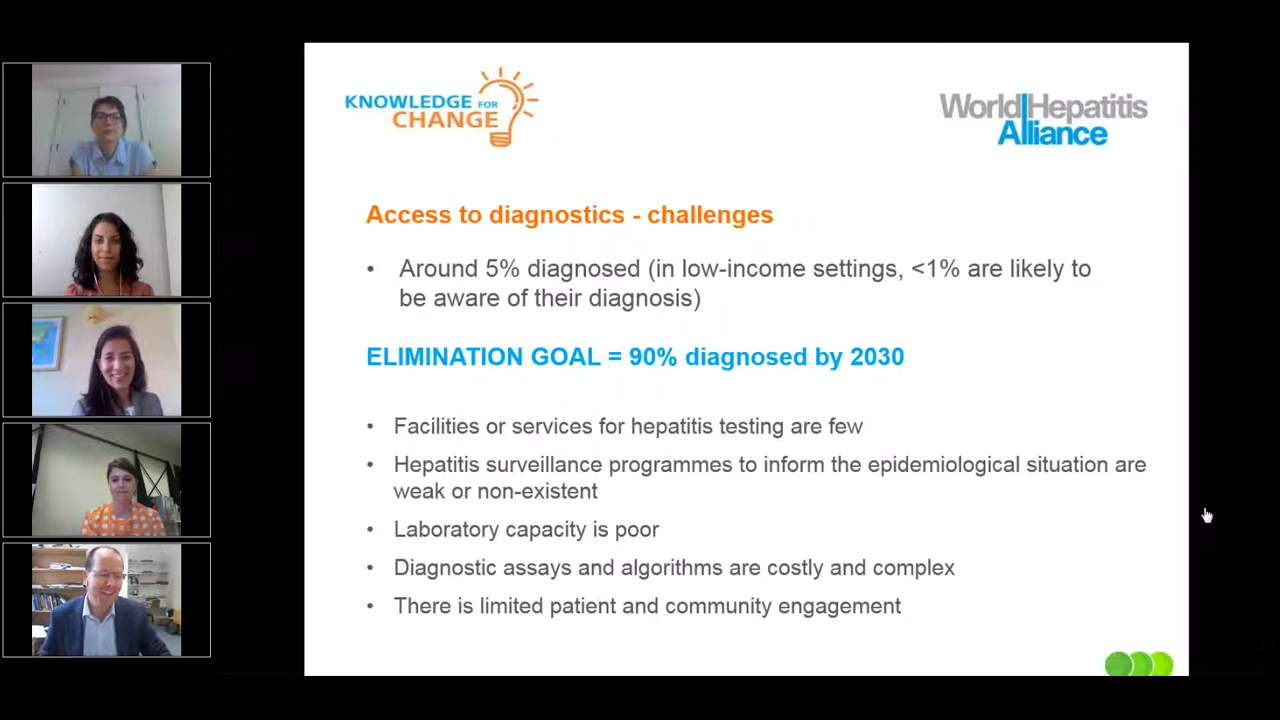 KNOWLEDGE FOR
CHANGE
World Hepatitis
Alliance
Access to diagnostics - challenges
• Around 5% diagnosed (in low-income settings, <1% are likely to
be aware of their diagnosis)
ELIMINATION GOAL = 90% diagnosed by 2030
• Facilities or services for hepatitis testing are few
• Hepatitis surveillance programmes to inform the epidemiological situation are
weak or non-existent
• Laboratory capacity is poor
• Diagnostic assays and algorithms are costly and complex
• There is limited patient and community engagement